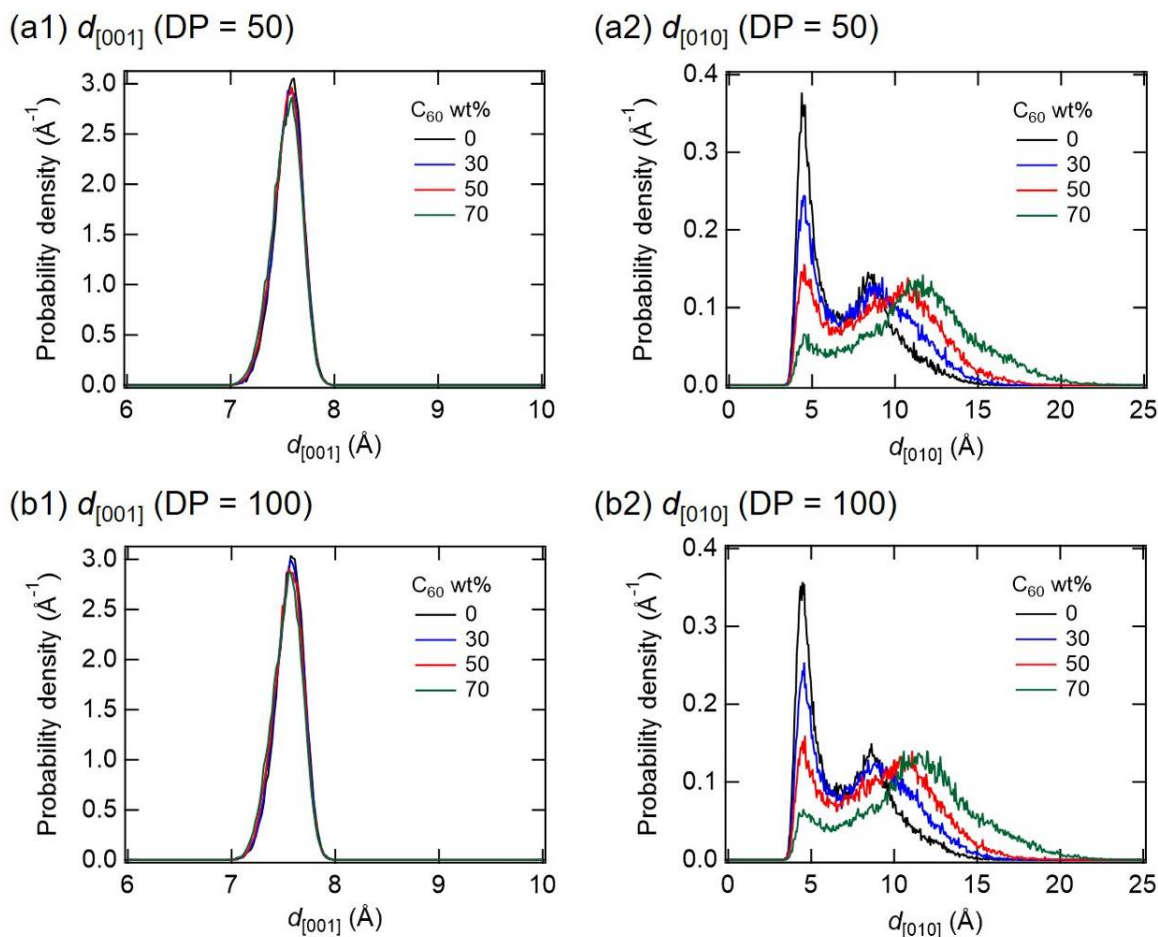 (a1) d[001] (DP = 50)
Probability density (Å⁻¹)
3.0
2.5
2.0
1.5
1.0
0.5
0.0
C₆₀ wt%
0
30
50
70
6 7 8 9 10
d[001] (Å)
(a2) d[010] (DP = 50)
Probability density (Å⁻¹)
0.4
0.3
0.2
0.1
0.0
C₆₀ wt%
0
30
50
70
0 5 10 15 20 25
d[010] (Å)
(b1) d[001] (DP = 100)
Probability density (Å⁻¹)
3.0
2.5
2.0
1.5
1.0
0.5
0.0
C₆₀ wt%
0
30
50
70
6 7 8 9 10
d[001] (Å)
(b2) d[010] (DP = 100)
Probability density (Å⁻¹)
0.4
0.3
0.2
0.1
0.0
C₆₀ wt%
0
30
50
70
0 5 10 15 20 25
d[010] (Å)